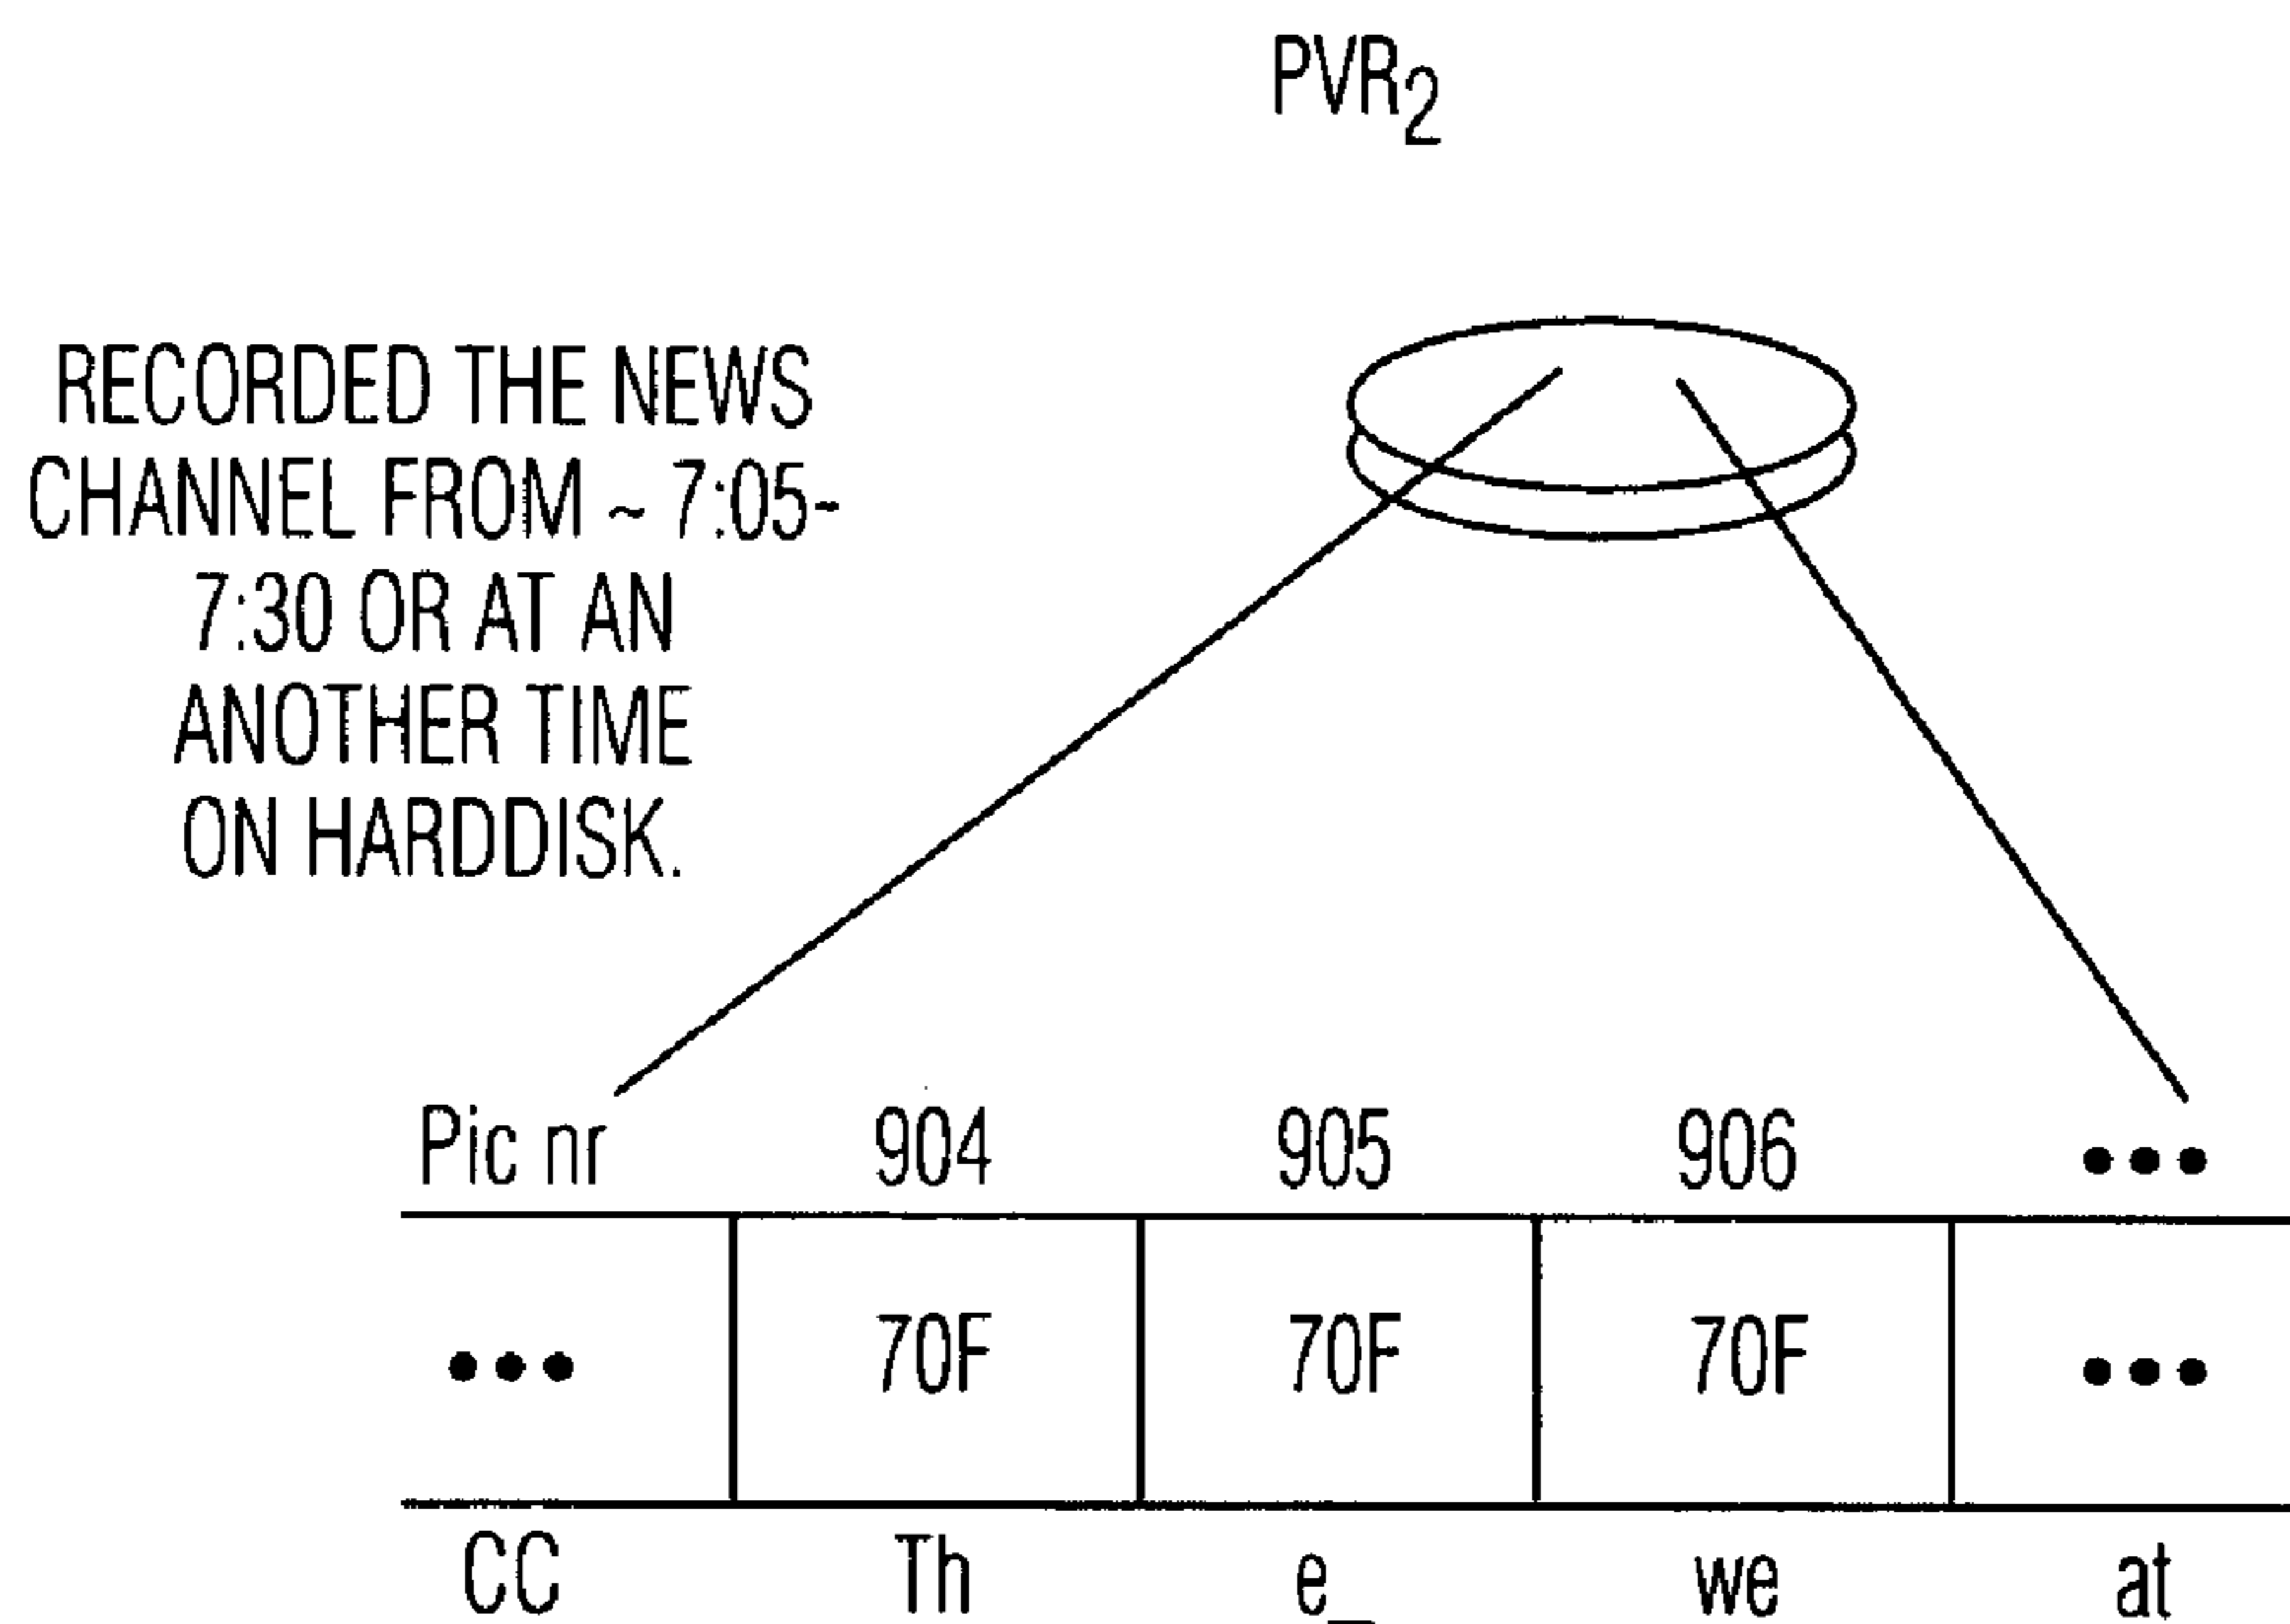 PVR2
RECORDED THE NEWS
CHANNEL FROM ~ 7:05-
7:30 OR AT AN
ANOTHER TIME
ON HARDDISK.
Pic nr 904 905 906 •••
••• 70F 70F 70F •••
CC Th e_ we at